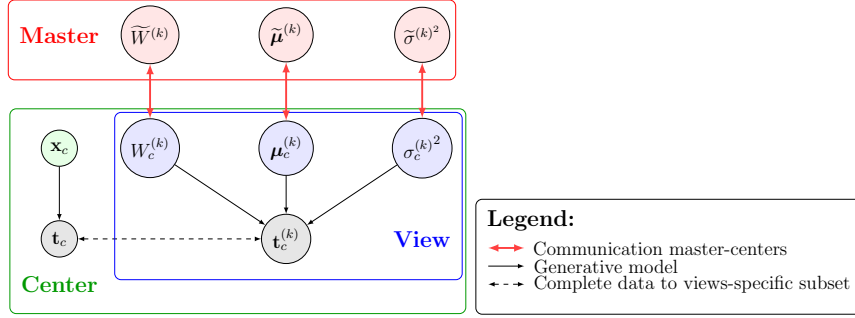 Master W̃^(k) μ̃^(k) σ̃^(k)²
x_c W_c^(k) μ_c^(k) σ_c^(k)²
t_c t_c^(k) View
Center
Legend:
Communication master-centers
Generative model
Complete data to views-specific subset